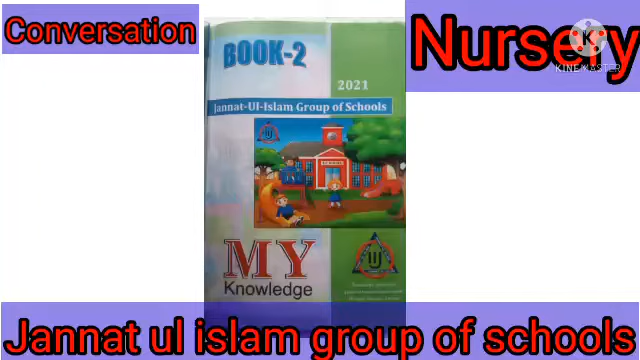 Conversation
Nursery
KINEMASTER
BOOK-2
2021
Jannat-Ul-Islam Group of Schools
MY
Knowledge
Jannat ul islam group of schools